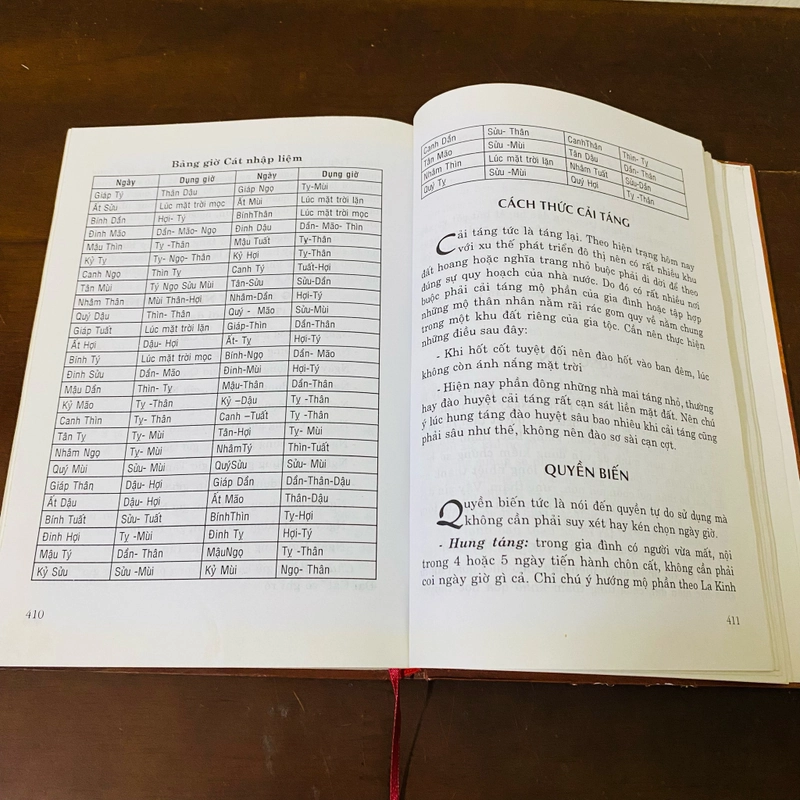 Bảng giờ Cát nhập liệm
Ngày Dụng giờ Ngày Dụng giờ
Giáp Tý Thân Dậu Giáp Ngọ Tỵ-Mùi
Ất Sửu Lúc mặt trời mọc Ất Mùi Lúc mặt trời lặn
Bính Dần Hợi- Tý BínhThân Lúc mặt trời mọc
Đinh Mão Dần- Mão- Ngọ Đinh Dậu Dần- Mão- Thìn
Mậu Thìn Tỵ -Thân Mậu Tuất Tỵ-Thân
Kỷ Tỵ Tỵ- Ngọ- Thân Kỷ Hợi Tỵ-Thân
Canh Ngọ Thìn Tỵ Canh Tý Tuất-Hợi
Tân Mùi Tý Ngọ Sửu Mùi Tân-Sửu Sửu-Dần
Nhâm Thân Mùi Thân-Hợi Nhâm-Dần Hợi-Tý
Quý Dậu Thìn- Thân Quý - Mão Sửu-Mùi
Giáp Tuất Lúc mặt trời lặn Giáp-Thìn Dần-Thân
Ất Hợi Dậu- Hợi Ất- Tỵ Hợi-Tý
Bính Tý Lúc mặt trời mọc Bính-Ngọ Dần- Mão
Đinh Sửu Dần- Mão Đinh-Mùi Hợi-Tý
Mậu Dần Thìn- Tỵ Mậu-Thân Dần-Thân
Kỷ Mão Tỵ -Thân Kỷ –Dậu Tỵ -Thân
Canh Thìn Tỵ -Thân Canh –Tuất Tỵ -Thân
Tân Tỵ Tỵ- Mùi Tân-Hợi Tỵ- Mùi
Nhâm Ngọ Tỵ- Mùi NhâmTý Thìn-Tuất
Quý Mùi Sửu- Mùi QuýSửu Sửu- Mùi
Giáp Thân Dậu- Hợi Giáp Dần Dần-Thân-Dậu
Ất Dậu Dậu- Hợi Ất Mão Thân-Dậu
Bính Tuất Sửu- Tuất BínhThìn Tỵ-Hợi
Đinh Hợi Tỵ -Mùi Đinh Tỵ Hợi-Tý
Mậu Tý Dần- Thân MậuNgọ Tỵ -Thân
Kỷ Sửu Sửu -Mùi Kỷ Mùi Ngọ- Thân
410
Canh Dần Sửu- Thân CanhThân Thìn- Tỵ
Tân Mão Sửu -Mùi Tân Dậu Dần- Thân
Nhâm Thìn Lúc mặt trời lặn Nhâm Tuất Sửu-Dần
Quý Tỵ Sửu -Mùi Quý Hợi Tỵ -Thân
CÁCH THỨC CẢI TÁNG
Cải táng tức là táng lại. Theo hiện trạng hôm nay
với xu thế phát triển đô thị nên có rất nhiều khu
đất hoang hoặc nghĩa trang nhỏ buộc phải di dời để theo
đúng sự quy hoạch của nhà nước. Do đó có rất nhiều nơi
buộc phải cải táng mộ phần của gia đình hoặc tập hợp
những mộ thân nhân nằm rãi rác gom quy về nằm chung
trong một khu đất riêng của gia tộc. Cần nên thực hiện
những điều sau đây:
- Khi hốt cốt tuyệt đối nên đào hốt vào ban đêm, lúc
không còn ánh nắng mặt trời
- Hiện nay phần đông những nhà mai táng nhỏ, thường
hay đào huyệt cải táng rất cạn sát liền mặt đất. Nên chú
ý lúc hung táng đào huyệt sâu bao nhiêu khi cải táng cũng
phải sâu như thế, không nên đào sơ sài cạn cợt.
QUYỀN BIẾN
Quyền biến tức là nói đến quyền tự do sử dụng mà
không cần phải suy xét hay kén chọn ngày giờ.
- Hung táng: trong gia đình có người vừa mất, nội
trong 4 hoặc 5 ngày tiến hành chôn cất, không cần phải
coi ngày giờ gì cả. Chỉ chú ý hướng mộ phần theo La Kinh
411